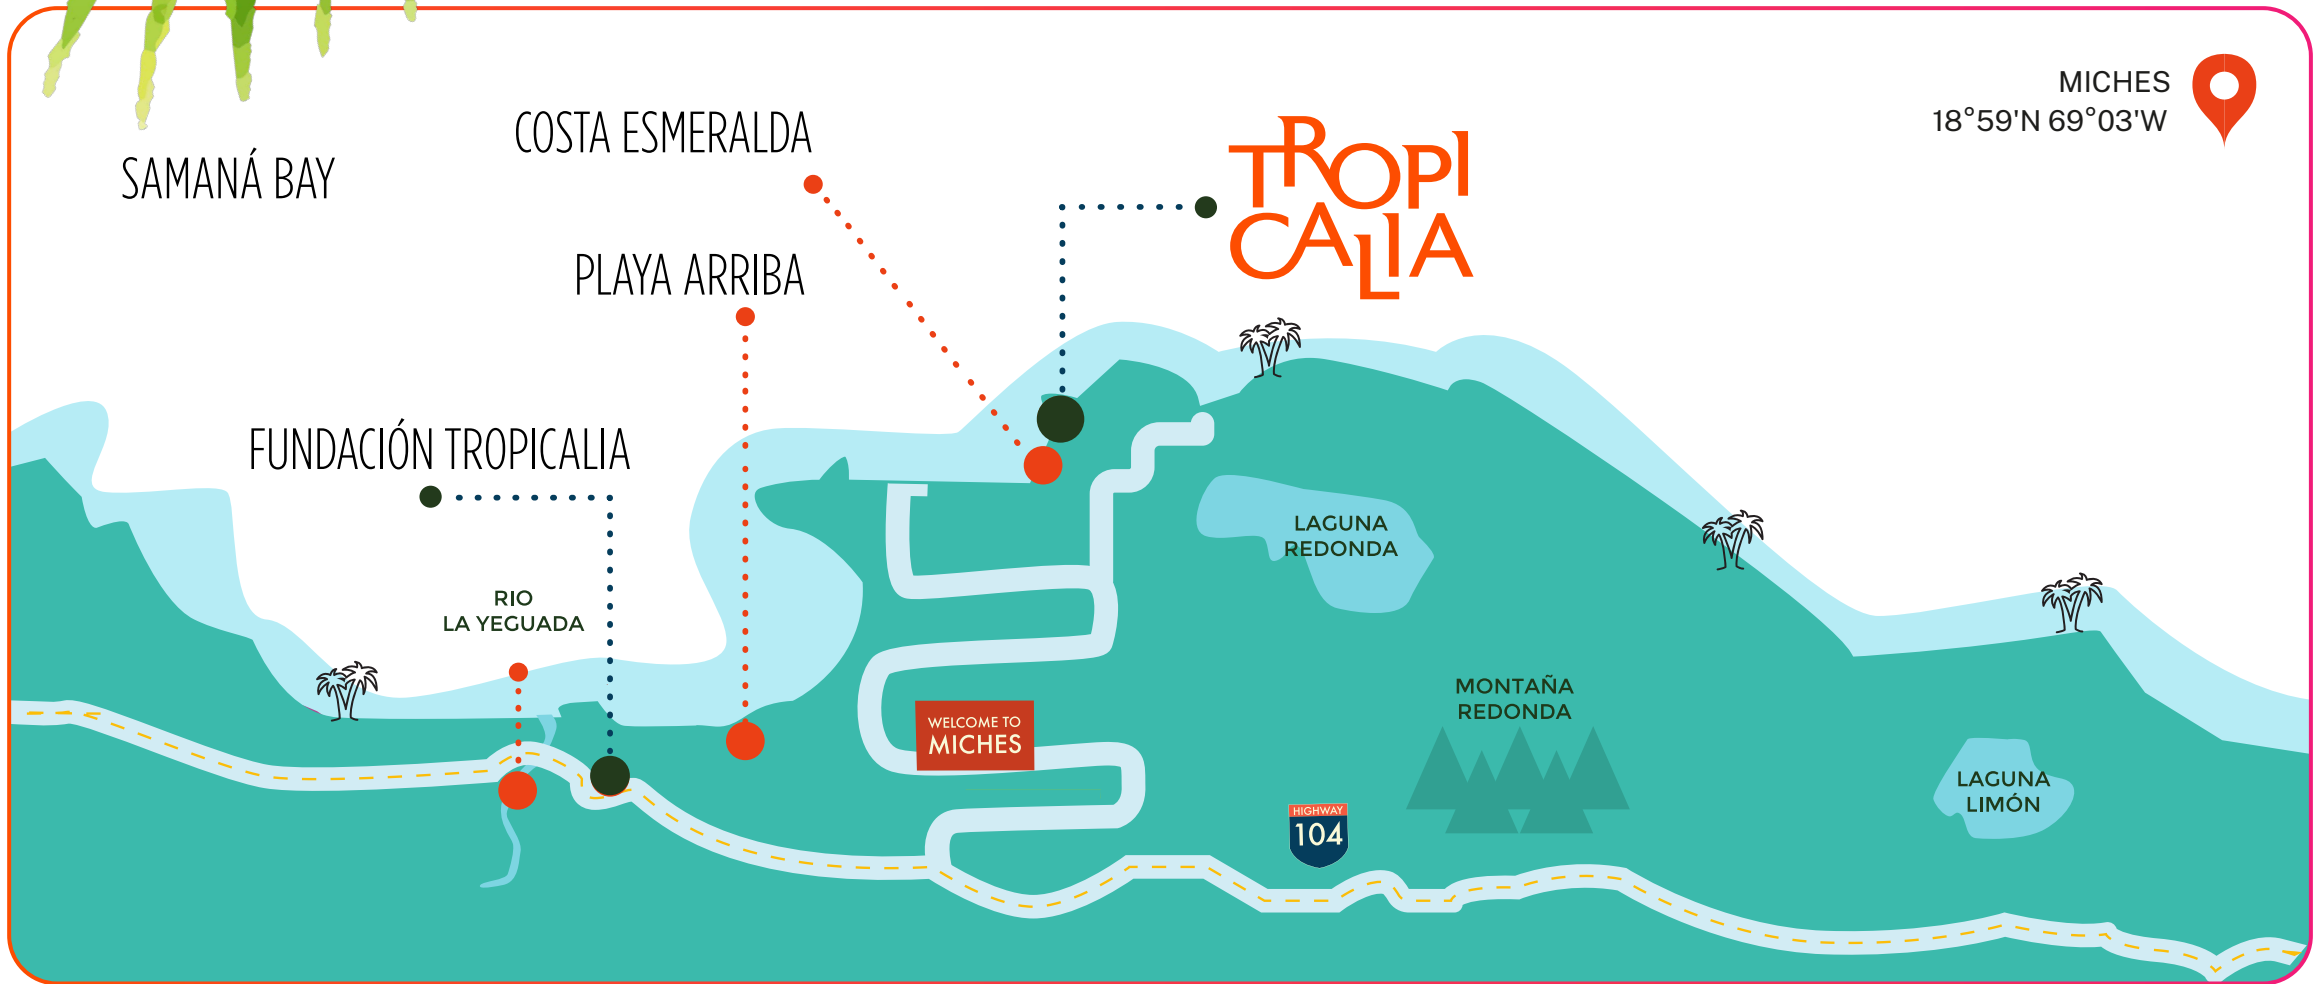 MICHES
18°59'N 69°03'W
COSTA ESMERALDA
TROPI
CALIA
SAMANÁ BAY
PLAYA ARRIBA
FUNDACIÓN TROPICALIA
LAGUNA
REDONDA
RIO
LA YEGUADA
MONTAÑA
REDONDA
WELCOME TO
MICHES
LAGUNA
LIMÓN
HIGHWAY
104